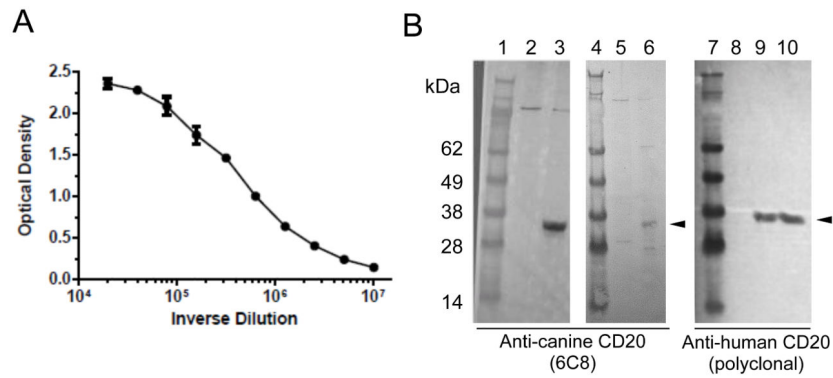 A
2.5
2.0
1.5
1.0
0.5
0.0
Optical Density
10⁴ 10⁵ 10⁶ 10⁷
Inverse Dilution
B
1 2 3 4 5 6 7 8 9 10
kDa
62
49
38
28
14
Anti-canine CD20
(6C8)
Anti-human CD20
(polyclonal)